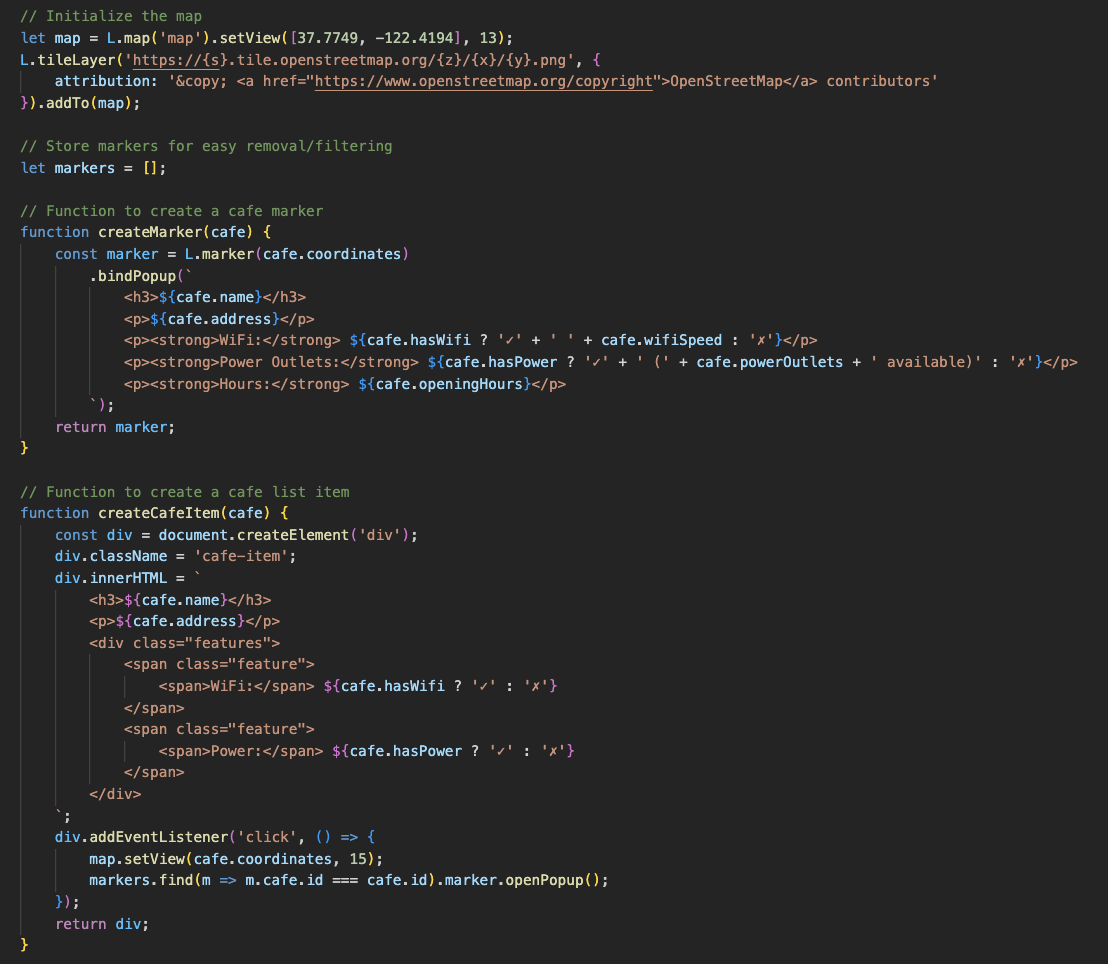 // Initialize the map
let map = L.map('map').setView([37.7749, -122.4194], 13);
L.tileLayer('https://{s}.tile.openstreetmap.org/{z}/{x}/{y}.png', {
    attribution: '&copy; <a href="https://www.openstreetmap.org/copyright">OpenStreetMap</a> contributors'
}).addTo(map);

// Store markers for easy removal/filtering
let markers = [];

// Function to create a cafe marker
function createMarker(cafe) {
    const marker = L.marker(cafe.coordinates)
        .bindPopup(`
            <h3>${cafe.name}</h3>
            <p>${cafe.address}</p>
            <p><strong>WiFi:</strong> ${cafe.hasWifi ? '✓' + ' ' + cafe.wifiSpeed : '✗'}</p>
            <p><strong>Power Outlets:</strong> ${cafe.hasPower ? '✓' + ' (' + cafe.powerOutlets + ' available)' : '✗'}</p>
            <p><strong>Hours:</strong> ${cafe.openingHours}</p>
        `);
    return marker;
}

// Function to create a cafe list item
function createCafeItem(cafe) {
    const div = document.createElement('div');
    div.className = 'cafe-item';
    div.innerHTML = `
        <h3>${cafe.name}</h3>
        <p>${cafe.address}</p>
        <div class="features">
            <span class="feature">
                <span>WiFi:</span> ${cafe.hasWifi ? '✓' : '✗'}
            </span>
            <span class="feature">
                <span>Power:</span> ${cafe.hasPower ? '✓' : '✗'}
            </span>
        </div>
    `;
    div.addEventListener('click', () => {
        map.setView(cafe.coordinates, 15);
        markers.find(m => m.cafe.id === cafe.id).marker.openPopup();
    });
    return div;
}